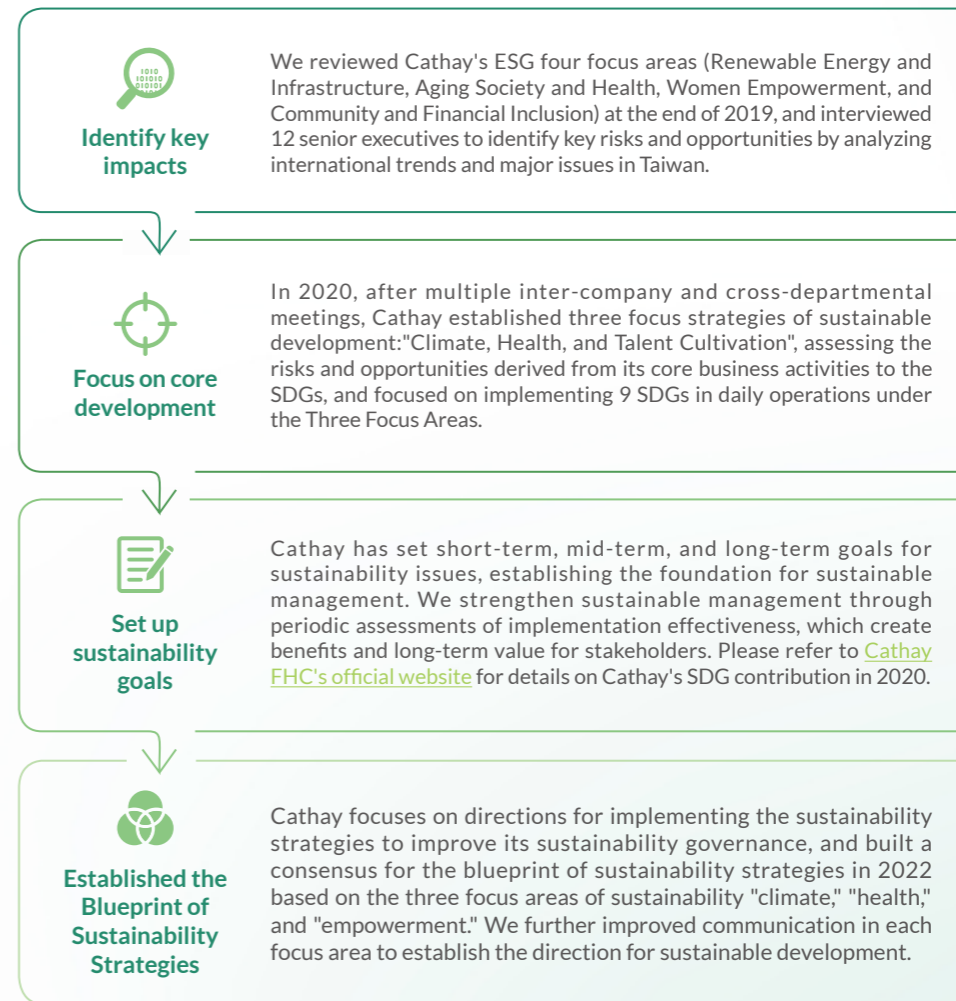 Identify key
impacts
We reviewed Cathay's ESG four focus areas (Renewable Energy and
Infrastructure, Aging Society and Health, Women Empowerment, and
Community and Financial Inclusion) at the end of 2019, and interviewed
12 senior executives to identify key risks and opportunities by analyzing
international trends and major issues in Taiwan.
Focus on core
development
In 2020, after multiple inter-company and cross-departmental
meetings, Cathay established three focus strategies of sustainable
development:"Climate, Health, and Talent Cultivation", assessing the
risks and opportunities derived from its core business activities to the
SDGs, and focused on implementing 9 SDGs in daily operations under
the Three Focus Areas.
Set up
sustainability
goals
Cathay has set short-term, mid-term, and long-term goals for
sustainability issues, establishing the foundation for sustainable
management. We strengthen sustainable management through
periodic assessments of implementation effectiveness, which create
benefits and long-term value for stakeholders. Please refer to Cathay
FHC's official website for details on Cathay's SDG contribution in 2020.
Established the
Blueprint of
Sustainability
Strategies
Cathay focuses on directions for implementing the sustainability
strategies to improve its sustainability governance, and built a
consensus for the blueprint of sustainability strategies in 2022
based on the three focus areas of sustainability "climate," "health,"
and "empowerment." We further improved communication in each
focus area to establish the direction for sustainable development.